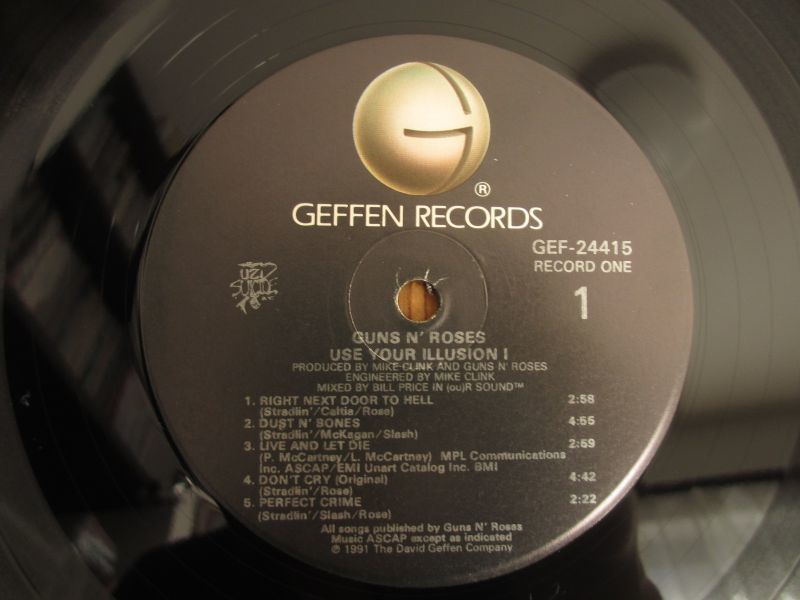 ®
GEFFEN RECORDS
GEF-24415
RECORD ONE
1
UZI
SUICIDE
GUNS N' ROSES
USE YOUR ILLUSION I
PRODUCED BY MIKE CLINK AND GUNS N' ROSES
ENGINEERED BY MIKE CLINK
MIXED BY BILL PRICE IN (ou)R SOUND™
1. RIGHT NEXT DOOR TO HELL 2:58
(Stradlin'/Caltia/Rose)
2. DUST N' BONES 4:55
(Stradlin'/McKagan/Slash)
3. LIVE AND LET DIE 2:59
(P. McCartney/L. McCartney) MPL Communications
Inc. ASCAP/EMI Unart Catalog Inc. BMI
4. DON'T CRY (Original) 4:42
(Stradlin'/Rose)
5. PERFECT CRIME 2:22
(Stradlin'/Slash/Rose)
All songs published by Guns N' Roses
Music ASCAP except as indicated
℗ 1991 The David Geffen Company